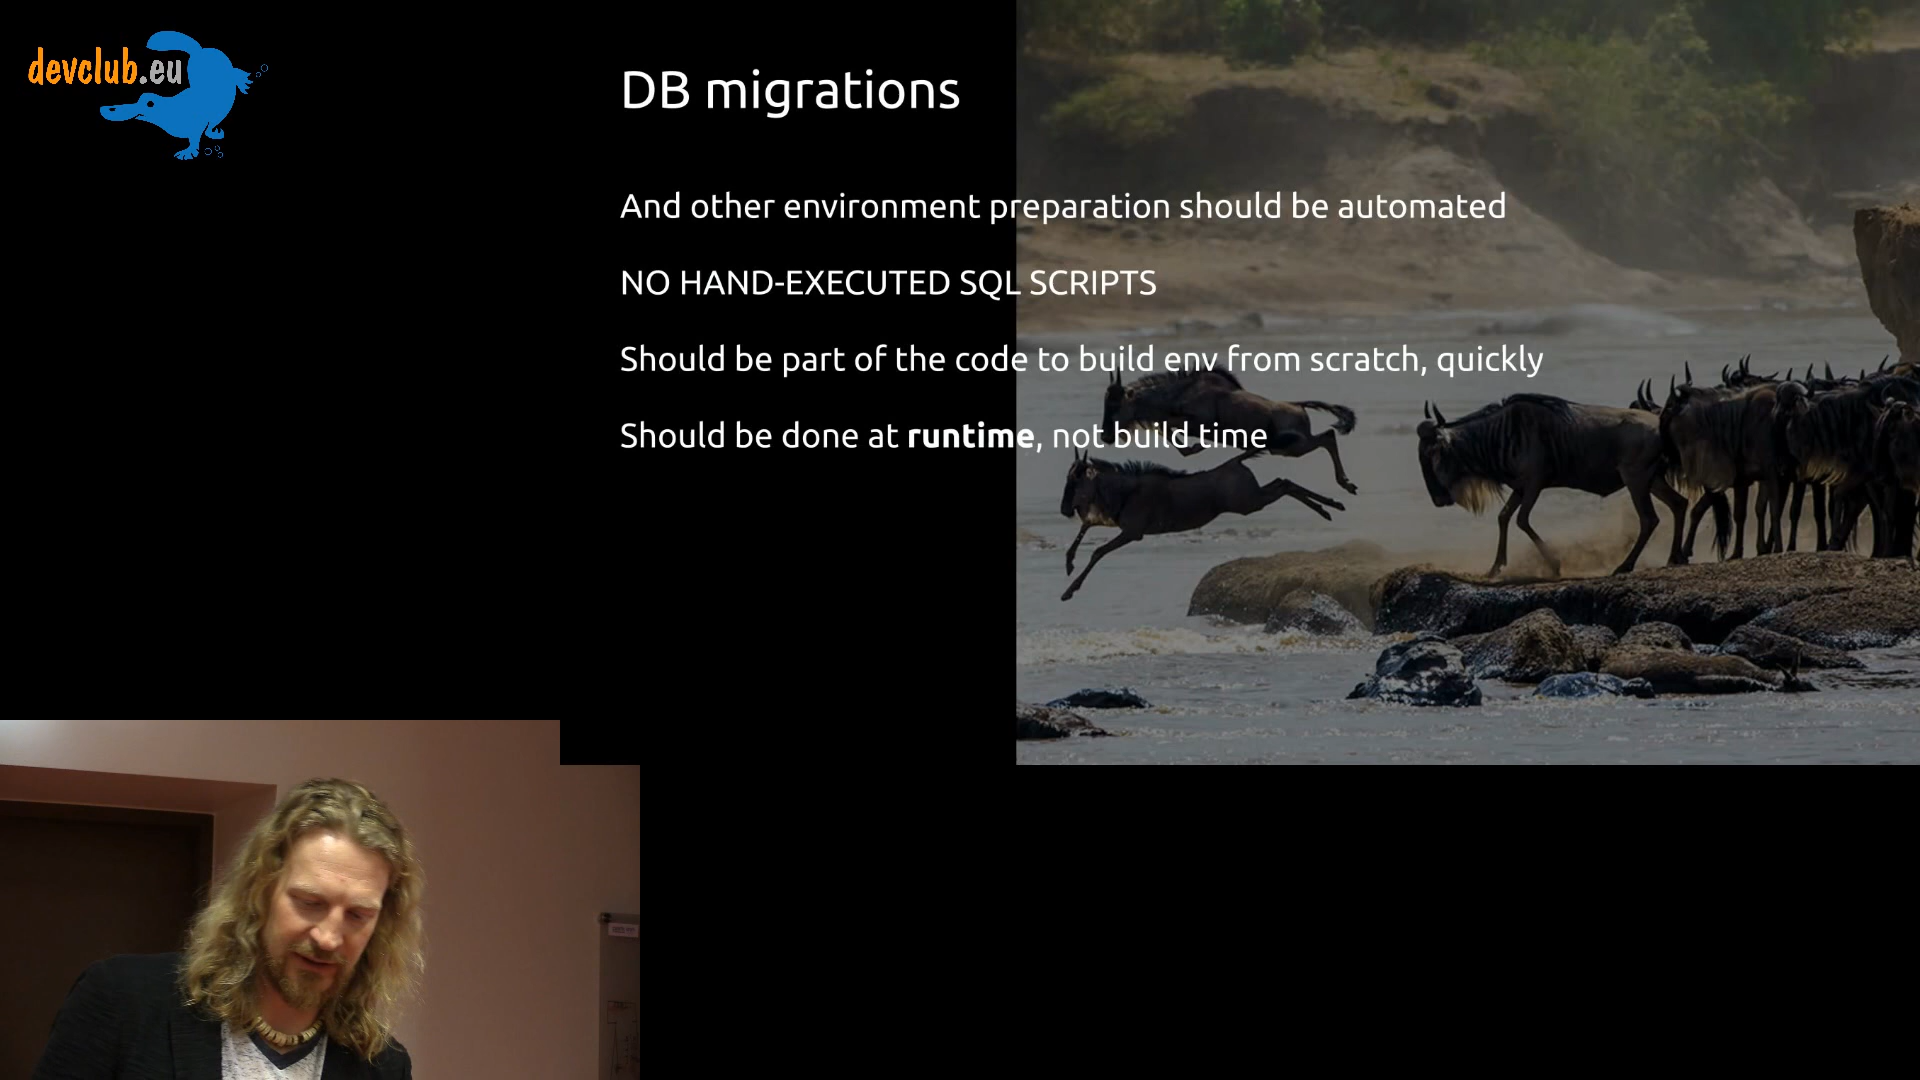 devclub.eu
DB migrations
And other environment preparation should be automated
NO HAND-EXECUTED SQL SCRIPTS
Should be part of the code to build env from scratch, quickly
Should be done at runtime, not build time